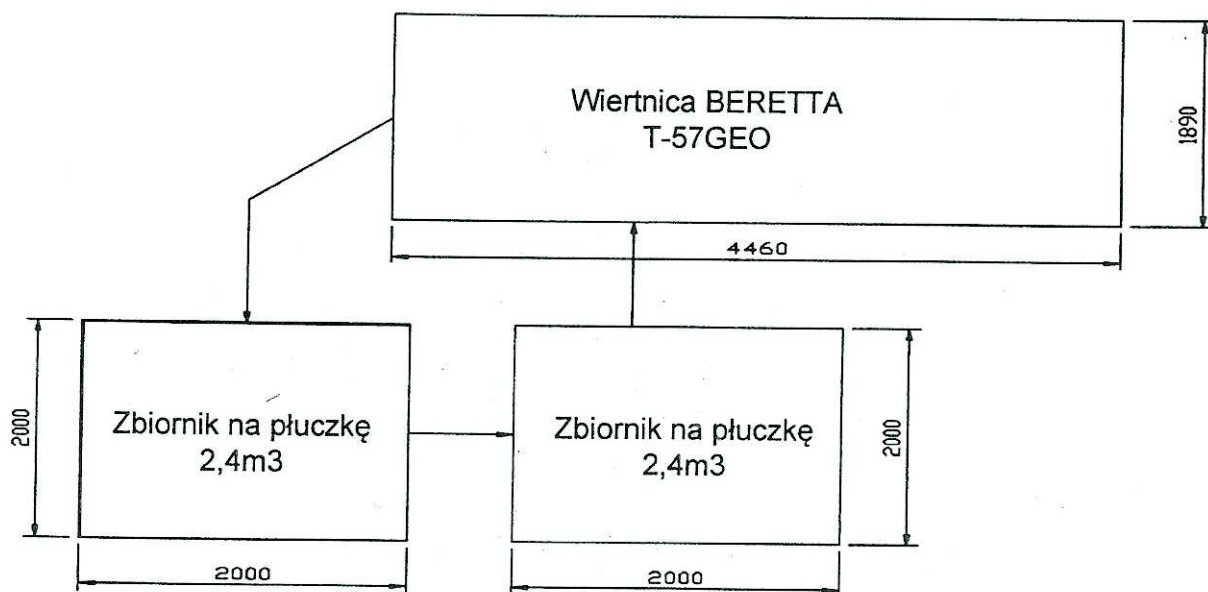 Wiertnica BERETTA
T-57GEO
1890
4460
2000
Zbiornik na płuczkę
2,4m3
2000
Zbiornik na płuczkę
2,4m3
2000
2000